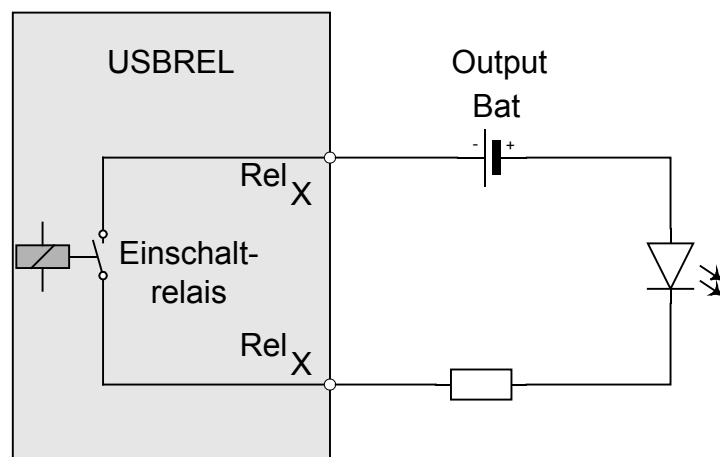 USBREL
Output
Bat
- +
Rel X
Einschalt-
relais
Rel X